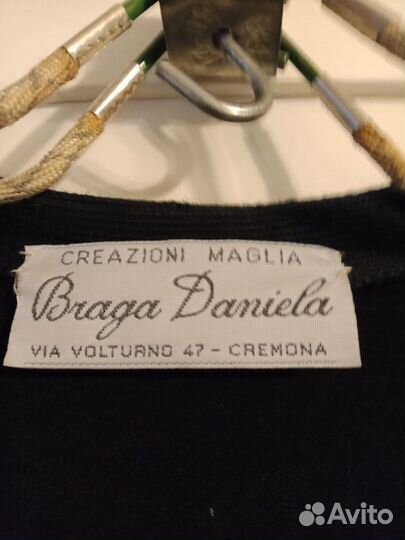 CREAZIONI MAGLIA
Braga Daniela
VIA VOLTURNO 47 - CREMONA
Avito